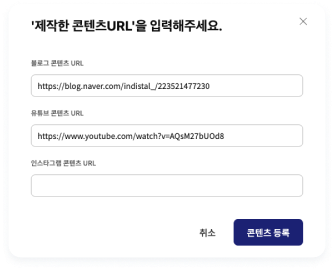 '제작한 콘텐츠URL'을 입력해주세요.
블로그 콘텐츠 URL
https://blog.naver.com/indistal_/223521477230
유튜브 콘텐츠 URL
https://www.youtube.com/watch?v=AQsM27bUOd8
인스타그램 콘텐츠 URL
취소 콘텐츠 등록